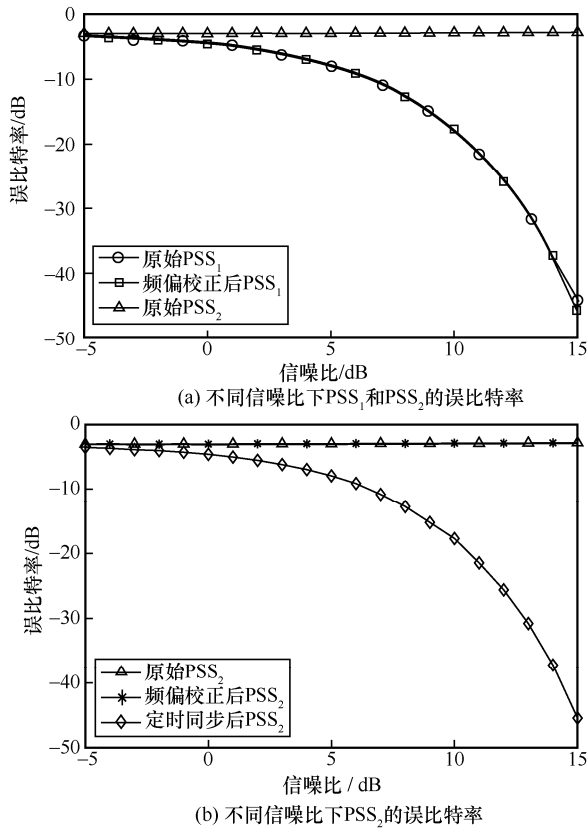 0
−10
−20
−30
−40
−50
误比特率/dB
原始PSS₁
频偏校正后PSS₁
原始PSS₂
−5 0 5 10 15
信噪比/dB
(a) 不同信噪比下PSS₁和PSS₂的误比特率
0
−10
−20
−30
−40
−50
误比特率/dB
原始PSS₂
频偏校正后PSS₂
定时同步后PSS₂
−5 0 5 10 15
信噪比 / dB
(b) 不同信噪比下PSS₂的误比特率